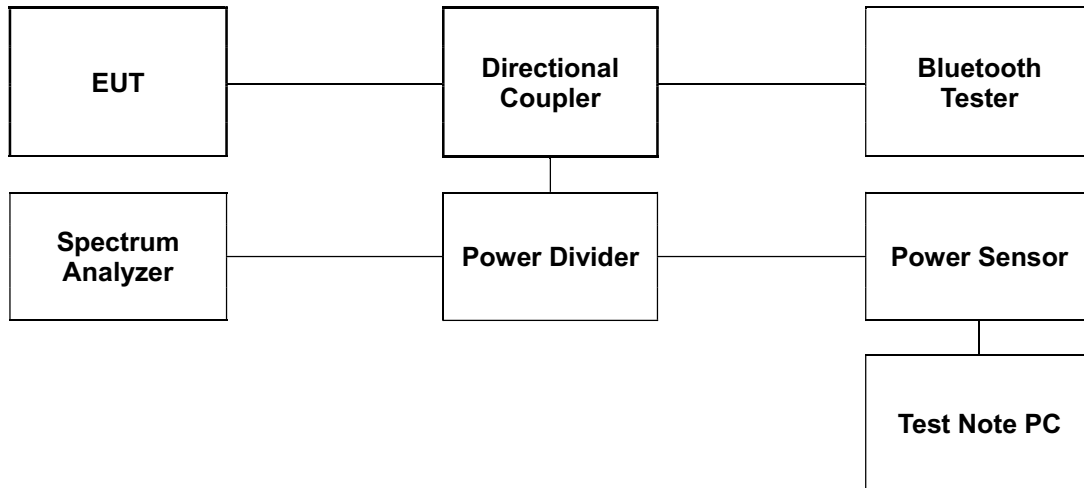 EUT
Directional
Coupler
Bluetooth
Tester
Spectrum
Analyzer
Power Divider
Power Sensor
Test Note PC